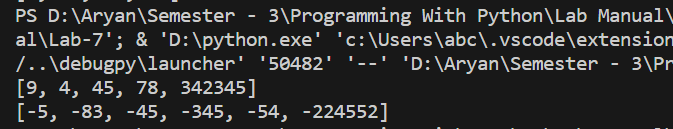 PS D:\Aryan\Semester - 3\Programming With Python\Lab Manual\
al\Lab-7'; & 'D:\python.exe' 'c:\Users\abc\.vscode\extension
/..\debugpy\launcher' '50482' '--' 'D:\Aryan\Semester - 3\Pr
[9, 4, 45, 78, 342345]
[-5, -83, -45, -345, -54, -224552]